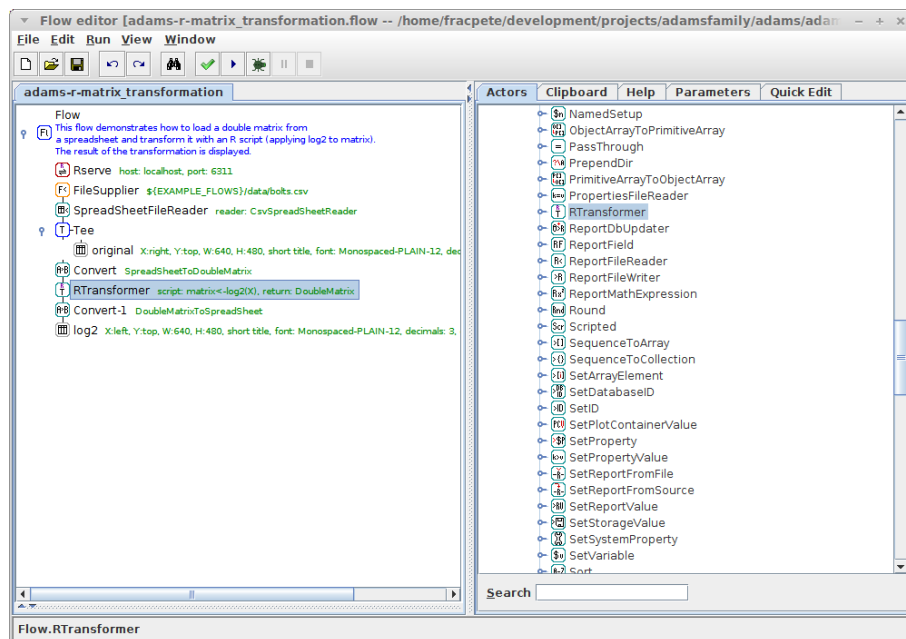 Flow editor [adams-r-matrix_transformation.flow -- /home/fracpete/development/projects/adamsfamily/adams/adam
File Edit Run View Window
adams-r-matrix_transformation
Flow
This flow demonstrates how to load a double matrix from
a spreadsheet and transform it with an R script (applying log2 to matrix).
The result of the transformation is displayed.
Rserve host: localhost, port: 6311
FileSupplier ${EXAMPLE_FLOWS}/data/bolts.csv
SpreadSheetFileReader reader: CsvSpreadSheetReader
Tee
original X:right, Y:top, W:640, H:480, short title, font: Monospaced-PLAIN-12, dec
Convert SpreadSheetToDoubleMatrix
RTransformer script: matrix<-log2(X), return: DoubleMatrix
Convert-1 DoubleMatrixToSpreadSheet
log2 X:left, Y:top, W:640, H:480, short title, font: Monospaced-PLAIN-12, decimals: 3,
Actors Clipboard Help Parameters Quick Edit
NamedSetup
ObjectArrayToPrimitiveArray
PassThrough
PrependDir
PrimitiveArrayToObjectArray
PropertiesFileReader
RTransformer
ReportDbUpdater
ReportField
ReportFileReader
ReportFileWriter
ReportMathExpression
Round
Scripted
SequenceToArray
SequenceToCollection
SetArrayElement
SetDatabaseID
SetID
SetPlotContainerValue
SetProperty
SetPropertyValue
SetReportFromFile
SetReportFromSource
SetReportValue
SetStorageValue
SetSystemProperty
SetVariable
Sort
Search
Flow.RTransformer